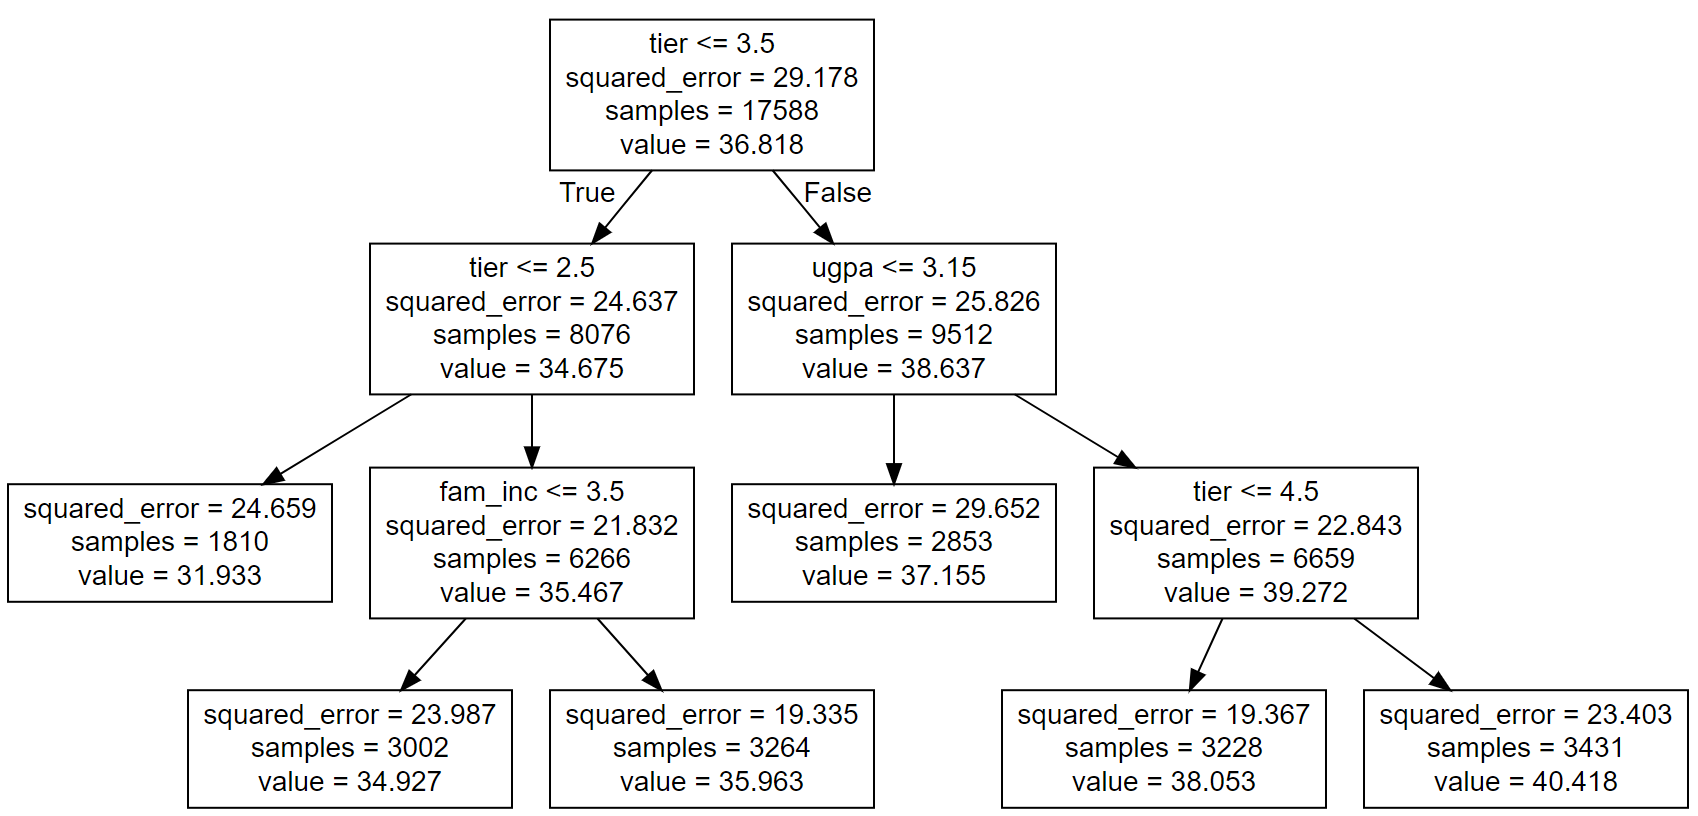 tier <= 3.5
squared_error = 29.178
samples = 17588
value = 36.818
True
False
tier <= 2.5
squared_error = 24.637
samples = 8076
value = 34.675
ugpa <= 3.15
squared_error = 25.826
samples = 9512
value = 38.637
squared_error = 24.659
samples = 1810
value = 31.933
fam_inc <= 3.5
squared_error = 21.832
samples = 6266
value = 35.467
squared_error = 29.652
samples = 2853
value = 37.155
tier <= 4.5
squared_error = 22.843
samples = 6659
value = 39.272
squared_error = 23.987
samples = 3002
value = 34.927
squared_error = 19.335
samples = 3264
value = 35.963
squared_error = 19.367
samples = 3228
value = 38.053
squared_error = 23.403
samples = 3431
value = 40.418